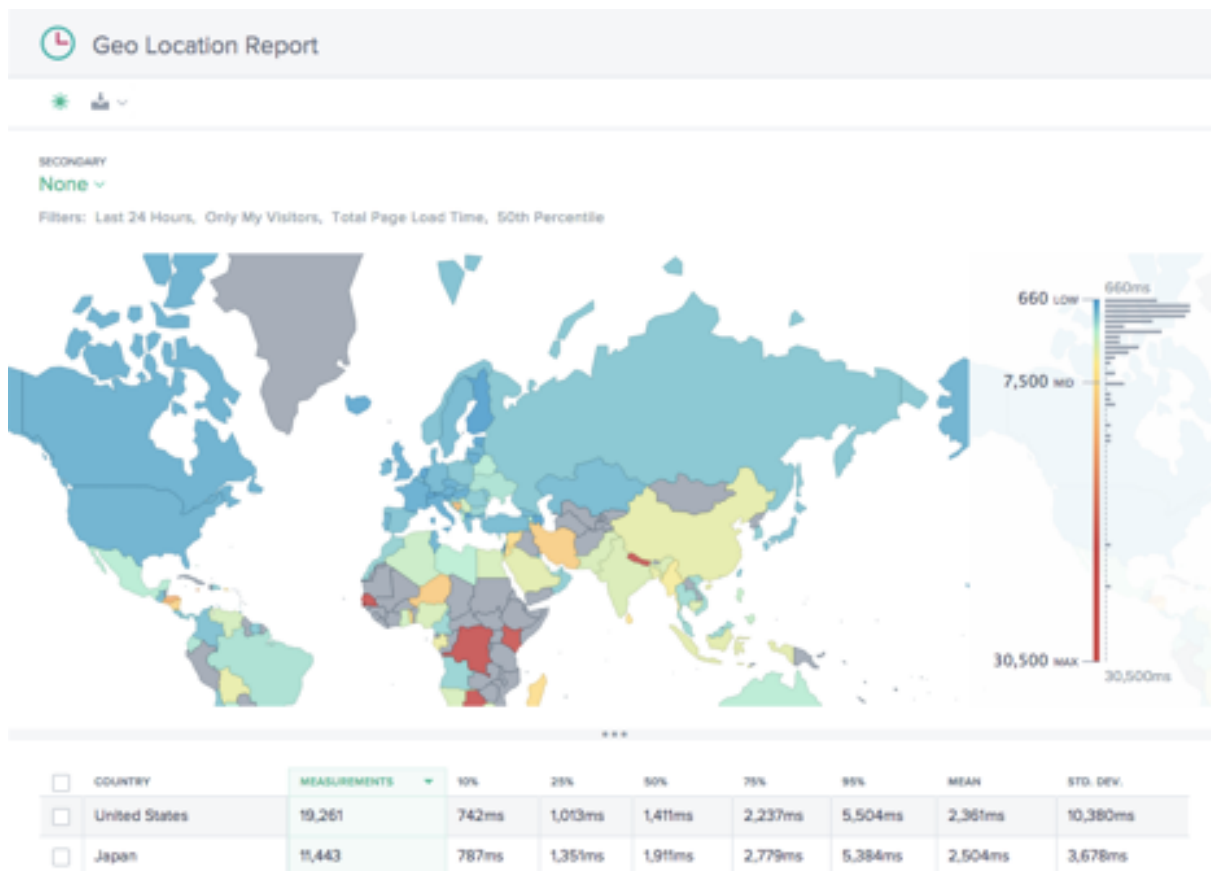 Geo Location Report
SECONDARY
None
Filters: Last 24 Hours, Only My Visitors, Total Page Load Time, 50th Percentile
660 LOW
660ms
7,500 MID
30,500 MAX
30,500ms
COUNTRY MEASUREMENTS 10% 25% 50% 75% 95% MEAN STD. DEV.
United States 19,261 742ms 1,013ms 1,411ms 2,237ms 5,504ms 2,361ms 10,380ms
Japan 11,443 787ms 1,351ms 1,911ms 2,779ms 5,384ms 2,504ms 3,678ms